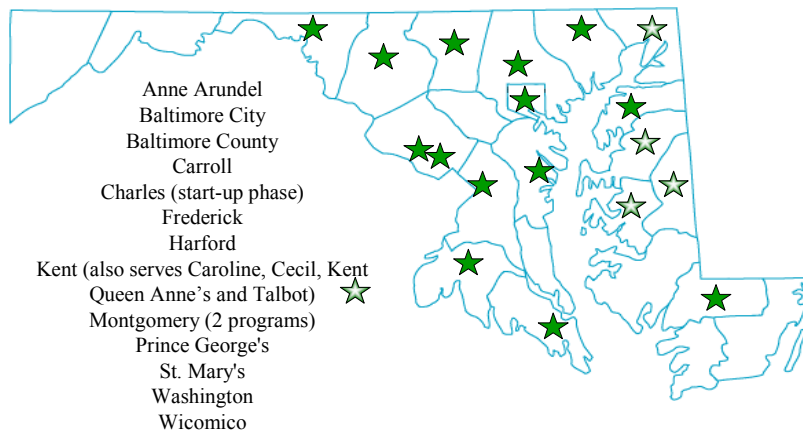 Anne Arundel
Baltimore City
Baltimore County
Carroll
Charles (start-up phase)
Frederick
Harford
Kent (also serves Caroline, Cecil, Kent
Queen Anne’s and Talbot)
Montgomery (2 programs)
Prince George's
St. Mary's
Washington
Wicomico